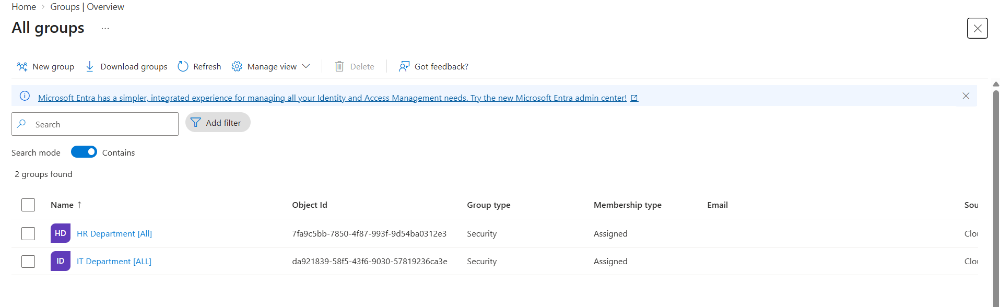 Home > Groups | Overview
All groups ...
New group Download groups Refresh Manage view Delete Got feedback?
Microsoft Entra has a simpler, integrated experience for managing all your Identity and Access Management needs. Try the new Microsoft Entra admin center!
Search Add filter
Search mode Contains
2 groups found
Name ↑ Object Id Group type Membership type Email Sou
HD HR Department [All] 7fa9c5bb-7850-4f87-993f-9d54ba0312e3 Security Assigned Clou
ID IT Department [ALL] da921839-58f5-43f6-9030-57819236ca3e Security Assigned Clou